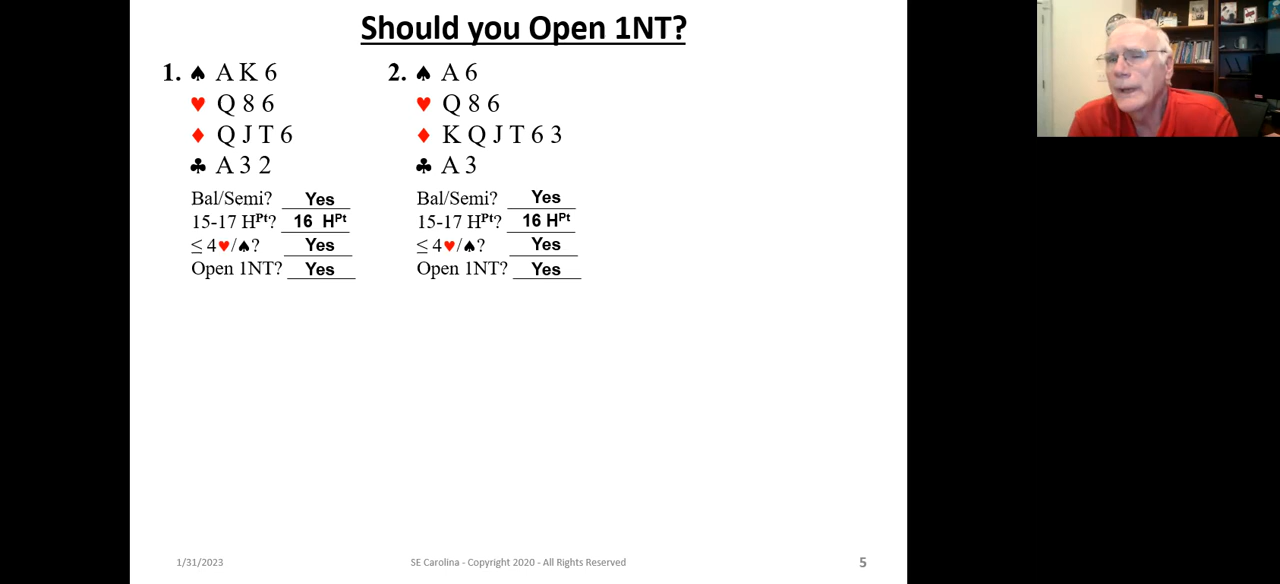 Should you Open 1NT?
1. ♠ A K 6
♥ Q 8 6
♦ Q J T 6
♣ A 3 2
Bal/Semi? Yes
15-17 HPt? 16 HPt
≤ 4♥/♠? Yes
Open 1NT? Yes
2. ♠ A 6
♥ Q 8 6
♦ K Q J T 6 3
♣ A 3
Bal/Semi? Yes
15-17 HPt? 16 HPt
≤ 4♥/♠? Yes
Open 1NT? Yes
1/31/2023
SE Carolina - Copyright 2020 - All Rights Reserved
5